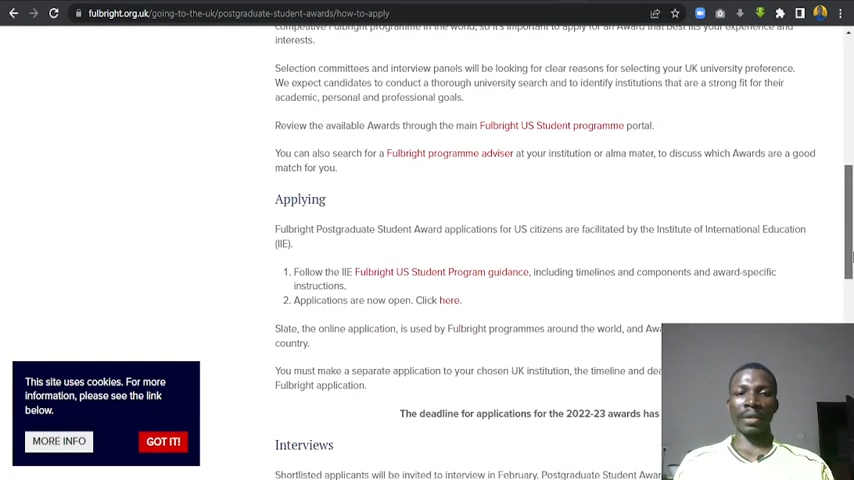 fulbright.org.uk/going-to-the-uk/postgraduate-student-awards/how-to-apply
competitive Fulbright programme in the world, so it's important to apply for an Award that best fits your experience and
interests.
Selection committees and interview panels will be looking for clear reasons for selecting your UK university preference.
We expect candidates to conduct a thorough university search and to identify institutions that are a strong fit for their
academic, personal and professional goals.
Review the available Awards through the main Fulbright US Student programme portal.
You can also search for a Fulbright programme adviser at your institution or alma mater, to discuss which Awards are a good
match for you.
Applying
Fulbright Postgraduate Student Award applications for US citizens are facilitated by the Institute of International Education
(IIE).
1. Follow the IIE Fulbright US Student Program guidance, including timelines and components and award-specific
instructions.
2. Applications are now open. Click here.
Slate, the online application, is used by Fulbright programmes around the world, and
country.
You must make a separate application to your chosen UK institution, the timeline and
Fulbright application.
The deadline for applications for the 2022-23 awards has
Interviews
Shortlisted applicants will be invited to interview in February. Postgraduate Student
This site uses cookies. For more
information, please see the link
below.
MORE INFO
GOT IT!